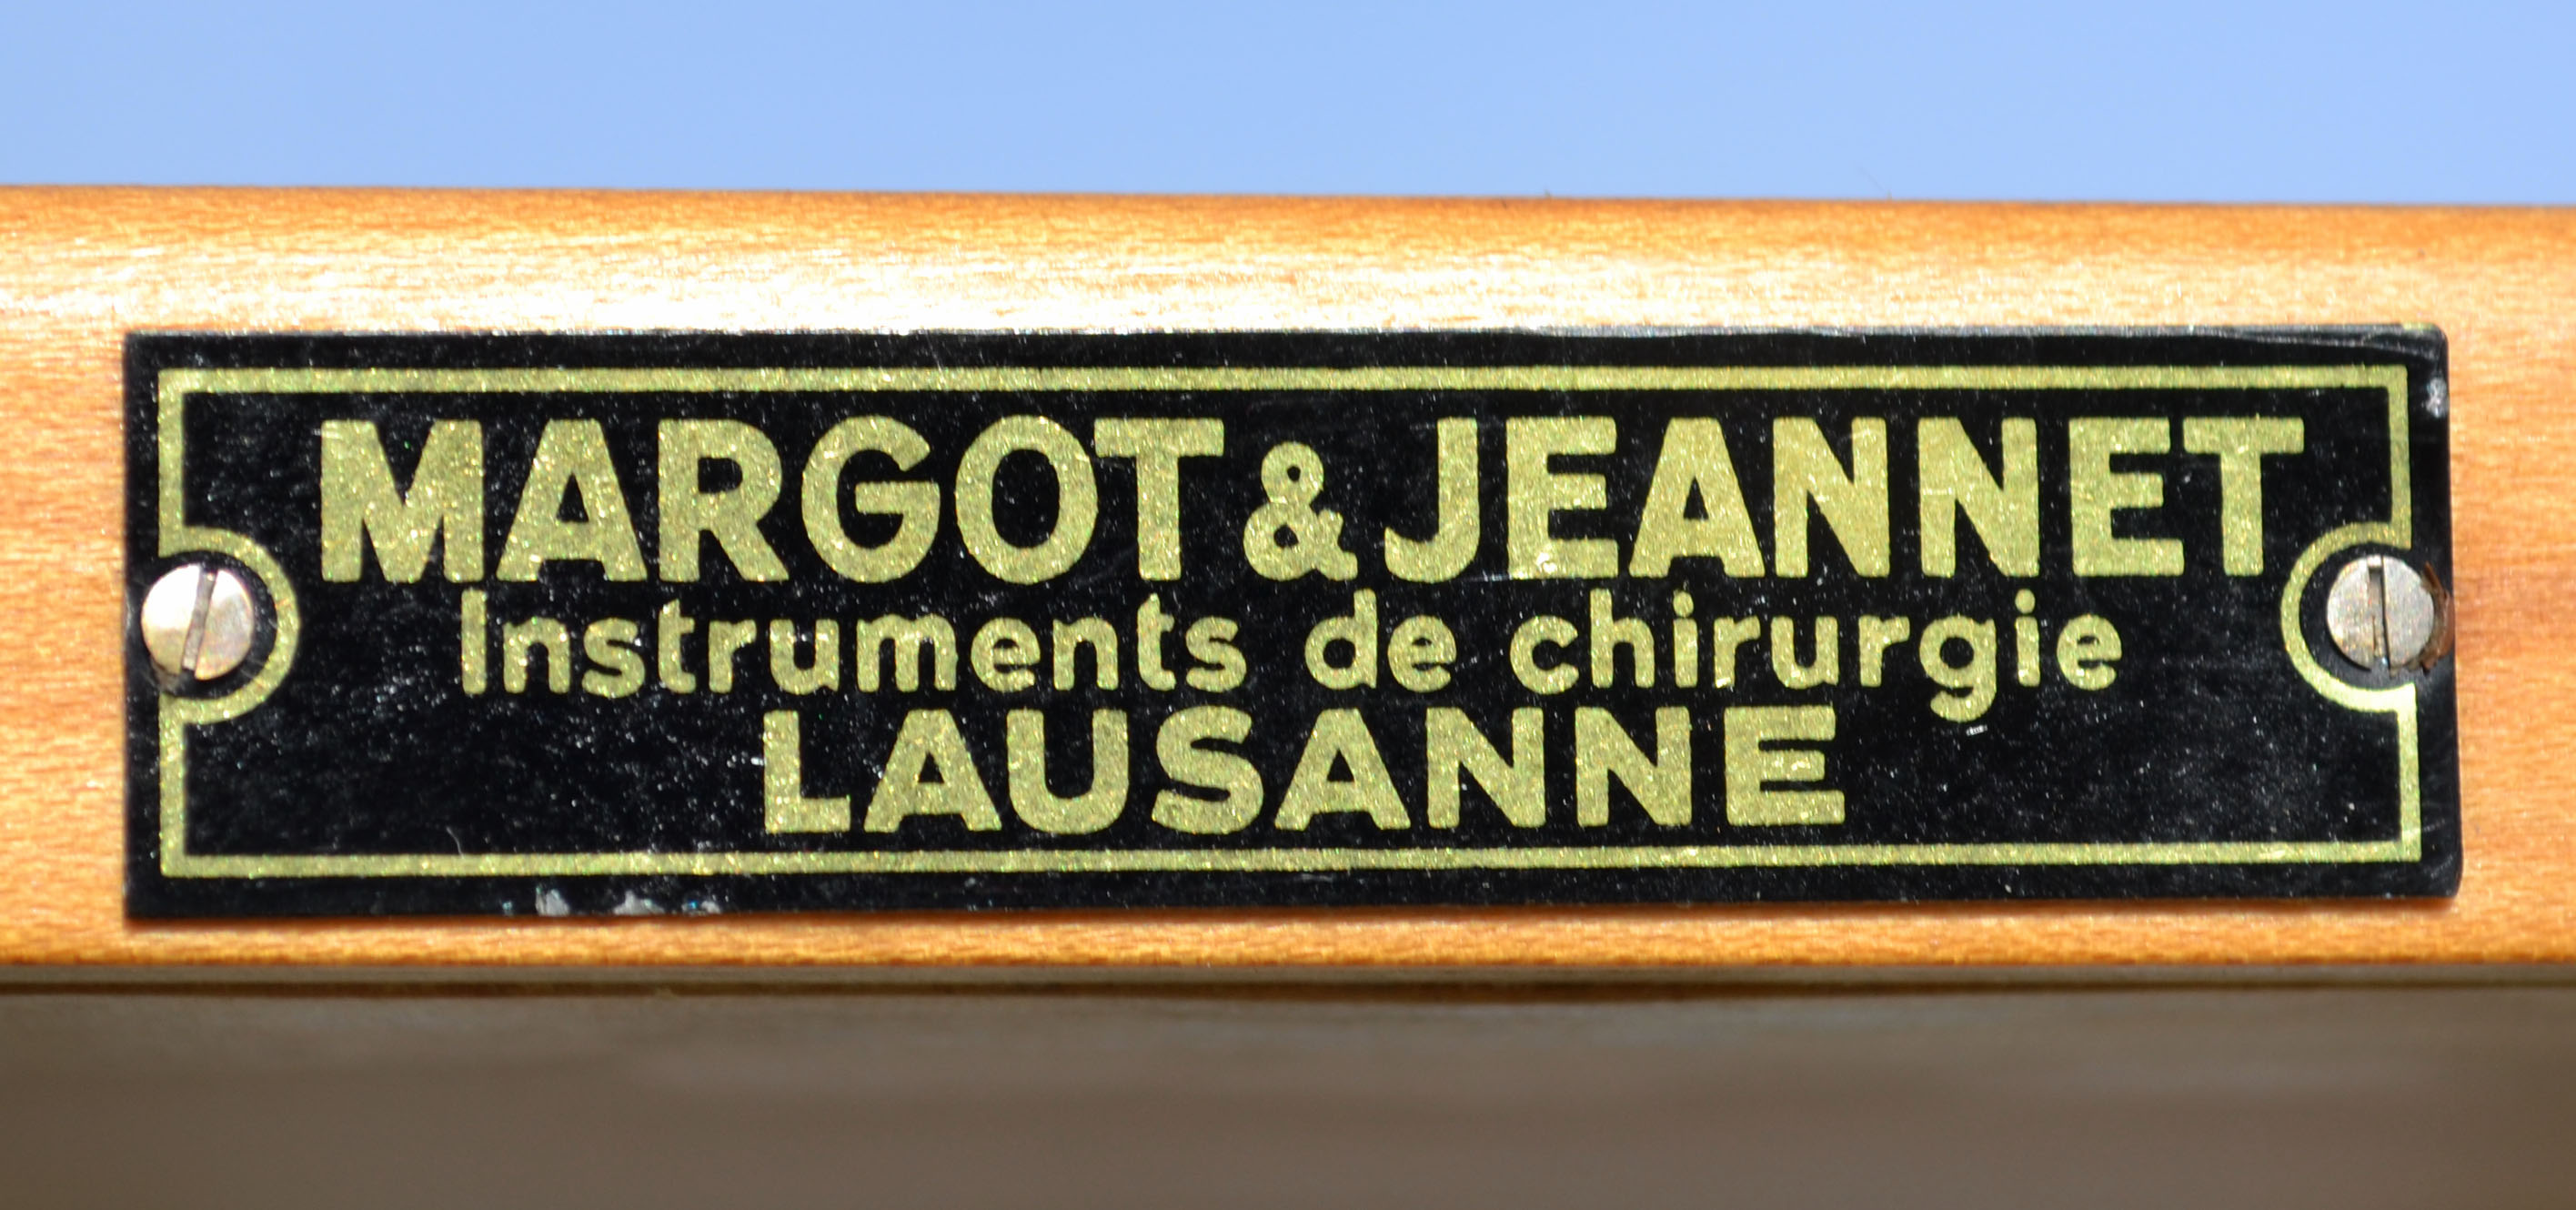 MARGOT & JEANNET
Instruments de chirurgie
LAUSANNE